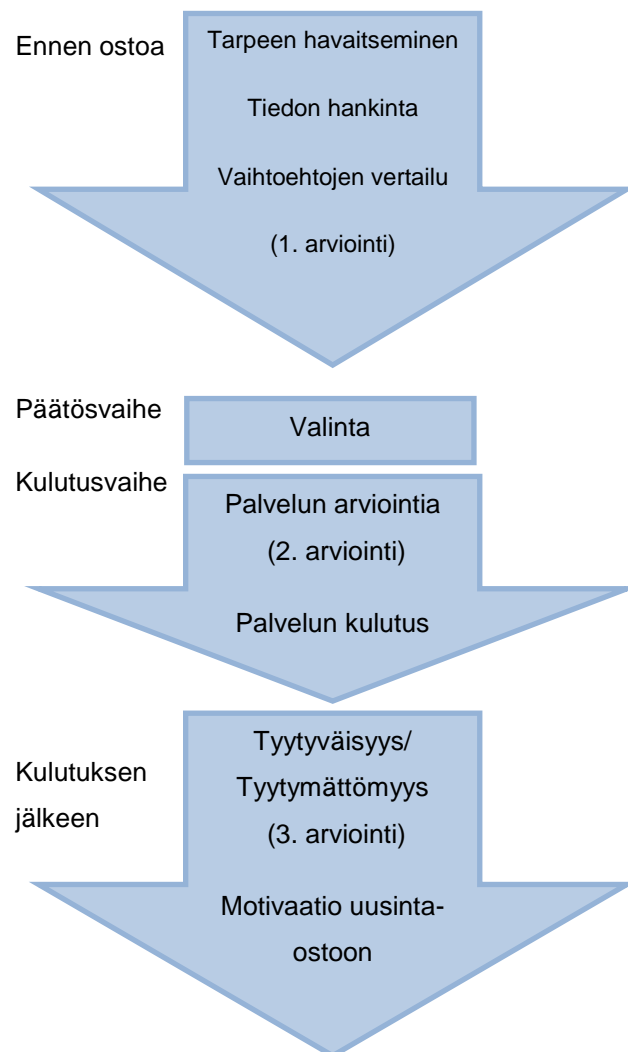 Ennen ostoa
Tarpeen havaitseminen
Tiedon hankinta
Vaihtoehtojen vertailu
(1. arviointi)
Päätösvaihe
Valinta
Kulutusvaihe
Palvelun arviointia
(2. arviointi)
Palvelun kulutus
Kulutuksen
jälkeen
Tyytyväisyys/
Tyytymättömyys
(3. arviointi)
Motivaatio uusinta-
ostoon